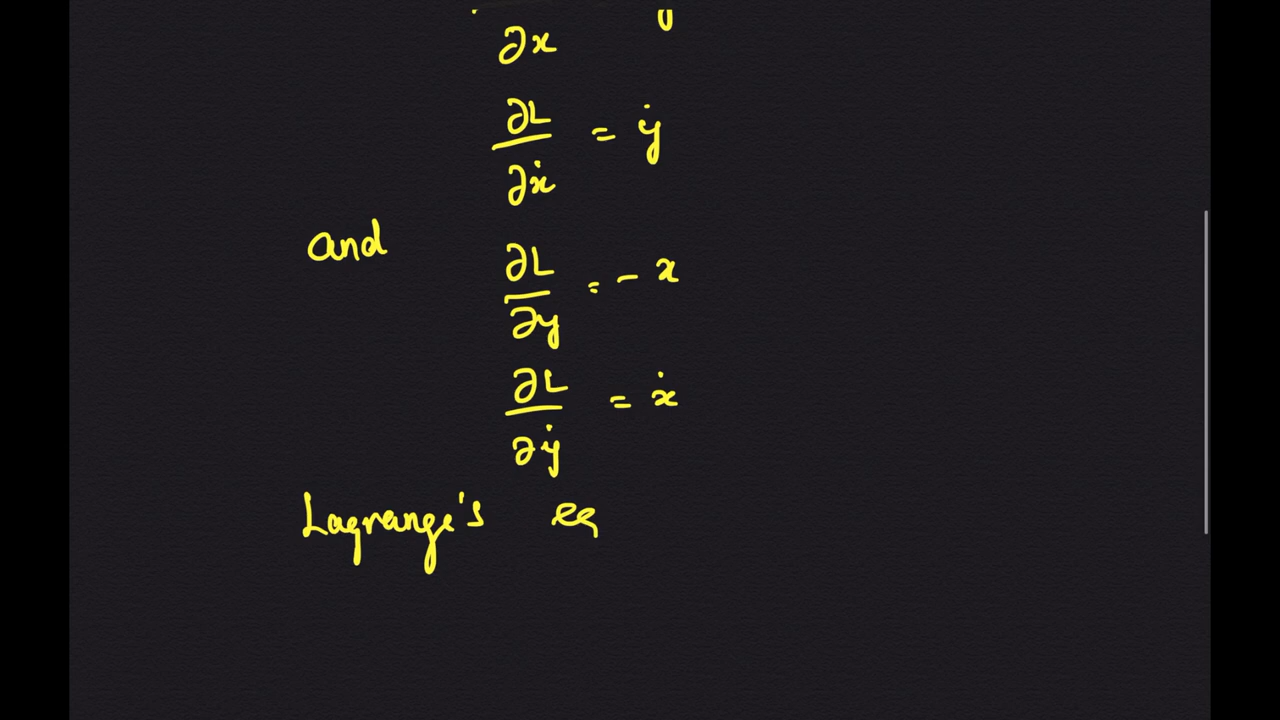 ∂x
∂L/∂ẋ = ẏ
and
∂L/∂y = - x
∂L/∂ẏ = ẋ
Lagrange's eq